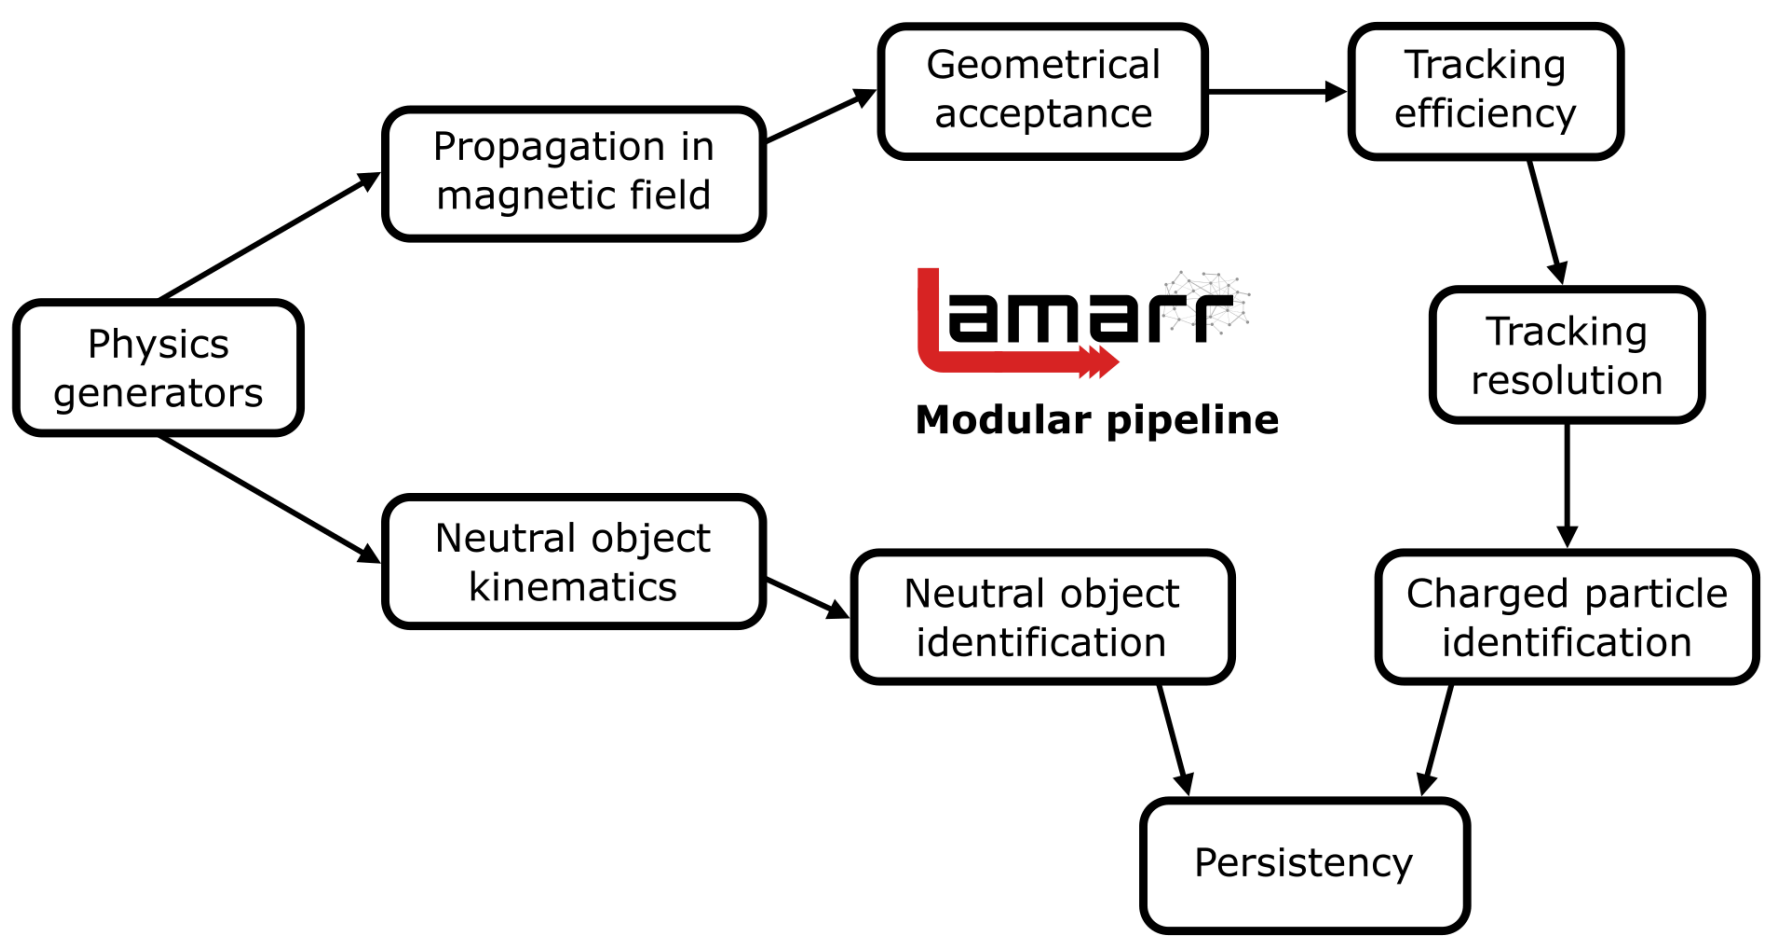 Geometrical
acceptance
Tracking
efficiency
Propagation in
magnetic field
Physics
generators
Lamarr
Modular pipeline
Tracking
resolution
Neutral object
kinematics
Neutral object
identification
Charged particle
identification
Persistency